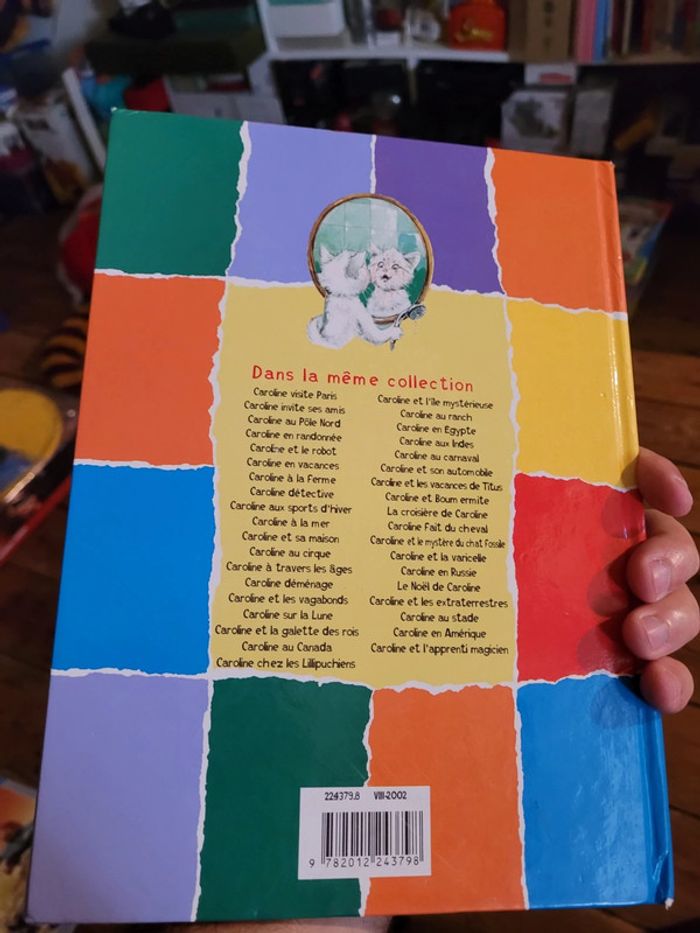 Dans la même collection
Caroline visite Paris
Caroline invite ses amis
Caroline au Pôle Nord
Caroline en randonnée
Caroline et le robot
Caroline en vacances
Caroline à la Ferme
Caroline détective
Caroline aux sports d'hiver
Caroline à la mer
Caroline et sa maison
Caroline au cirque
Caroline à travers les âges
Caroline déménage
Caroline et les vagabonds
Caroline sur la Lune
Caroline et la galette des rois
Caroline au Canada
Caroline chez les Lillipuchiens
Caroline et l'île mystérieuse
Caroline au ranch
Caroline en Egypte
Caroline aux Indes
Caroline au carnaval
Caroline et son automobile
Caroline et les vacances de Titus
Caroline et Boum ermite
La croisière de Caroline
Caroline Fait du cheval
Caroline et le mystère du chat Fossile
Caroline et la varicelle
Caroline en Russie
Le Noël de Caroline
Caroline et les extraterrestres
Caroline au stade
Caroline en Amérique
Caroline et l'apprenti magicien
224379.8 VIII-2002
9 782012 243798